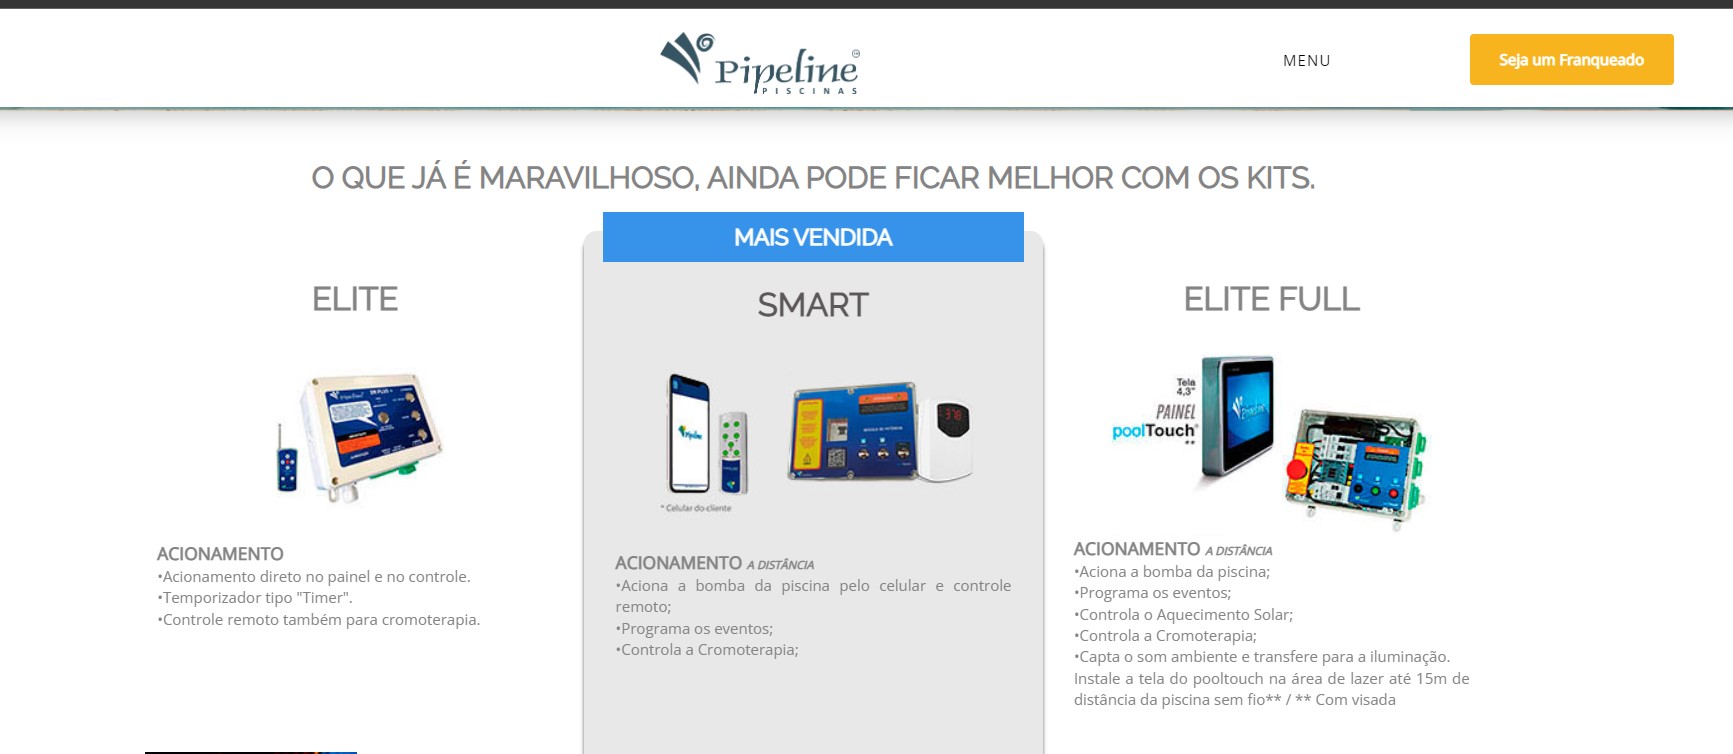 Pipeline
PISCINAS
MENU
Seja um Franqueado
O QUE JÁ É MARAVILHOSO, AINDA PODE FICAR MELHOR COM OS KITS.
MAIS VENDIDA
ELITE
SMART
ELITE FULL
Pipeline
Pipeline
* Celular do cliente
Tela
4,3"
PAINEL
poolTouch
**
Pipeline
ACIONAMENTO
•Acionamento direto no painel e no controle.
•Temporizador tipo "Timer".
•Controle remoto também para cromoterapia.
ACIONAMENTO A DISTÂNCIA
•Aciona a bomba da piscina pelo celular e controle
remoto;
•Programa os eventos;
•Controla a Cromoterapia;
ACIONAMENTO A DISTÂNCIA
•Aciona a bomba da piscina;
•Programa os eventos;
•Controla o Aquecimento Solar;
•Controla a Cromoterapia;
•Capta o som ambiente e transfere para a iluminação.
Instale a tela do pooltouch na área de lazer até 15m de
distância da piscina sem fio** / ** Com visada